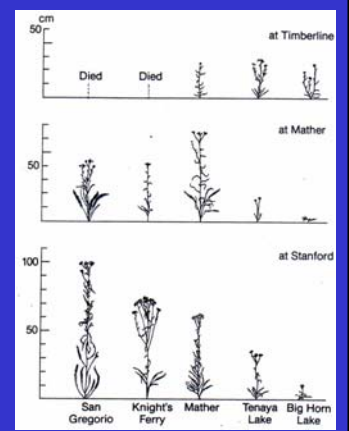 cm
50
at Timberline
Died
Died
at Mather
50
at Stanford
100
50
San Gregorio
Knight's Ferry
Mather
Tenaya Lake
Big Horn Lake